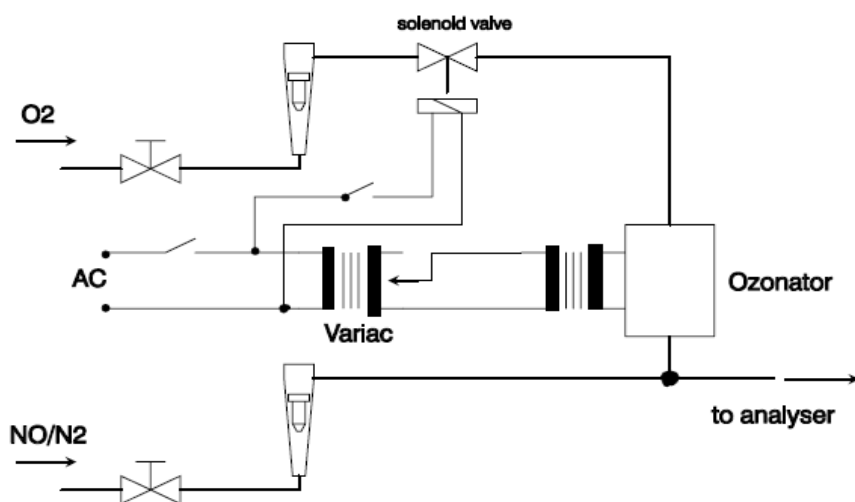 solenoid valve
O2
AC
Ozonator
Variac
to analyser
NO/N2